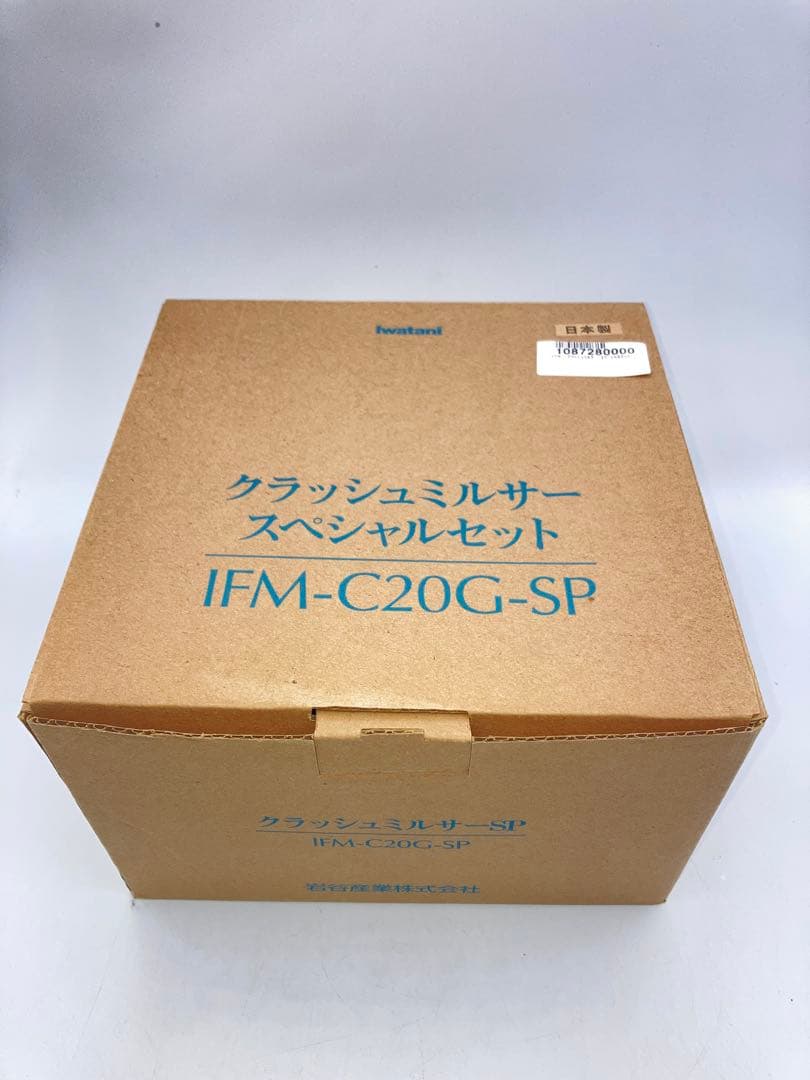 Iwatani
日本製
1087280000
クラッシュミルサー
スペシャルセット
IFM-C20G-SP
クラッシュミルサーSP
IFM-C20G-SP
岩谷産業株式会社